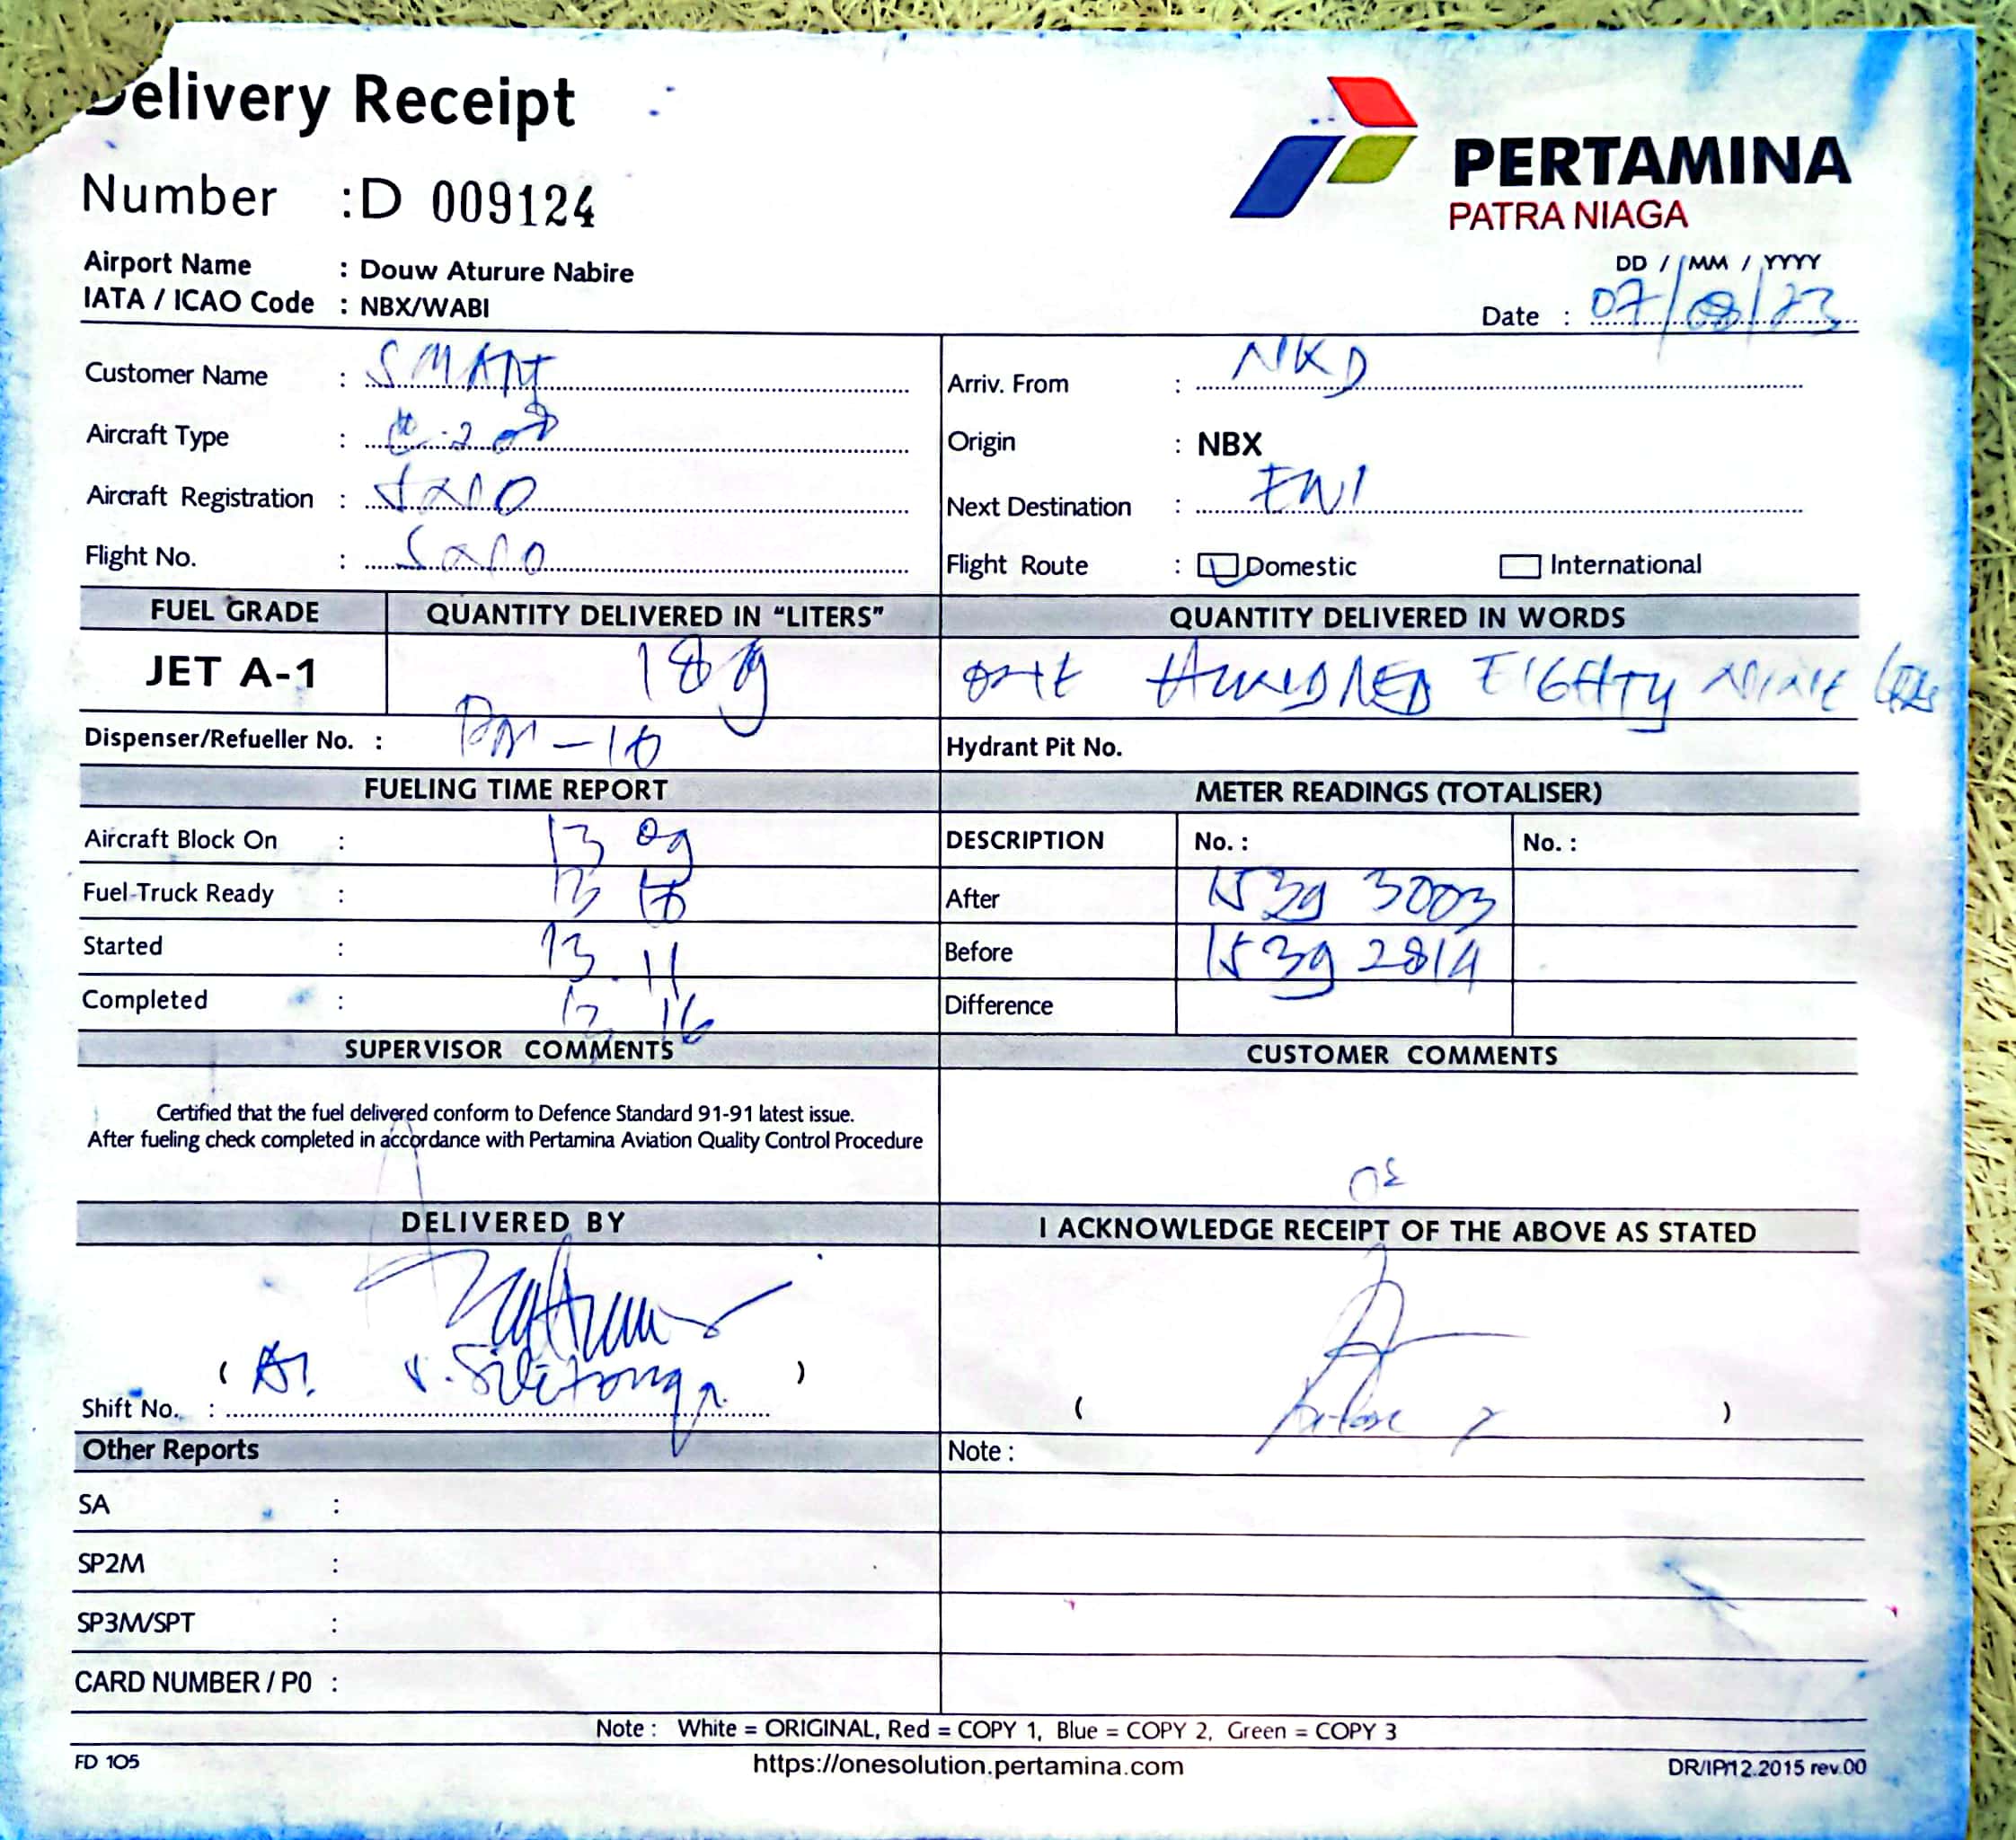 Delivery Receipt
Number : D 009124
PERTAMINA
PATRA NIAGA
Airport Name : Douw Aturure Nabire
IATA / ICAO Code : NBX/WABI
DD / MM / YYYY
Date : 07/08/23
Customer Name : SMART
Arriv. From : NKD
Aircraft Type : C-208
Origin : NBX
Aircraft Registration :
Next Destination : ENI
Flight No. :
Flight Route : Domestic International
FUEL GRADE QUANTITY DELIVERED IN "LITERS" QUANTITY DELIVERED IN WORDS
JET A-1 189 ONE HUNDRED EIGHTY NINE
Dispenser/Refueller No. :
Hydrant Pit No.
FUELING TIME REPORT METER READINGS (TOTALISER)
Aircraft Block On : 13 09
DESCRIPTION No. : No. :
Fuel Truck Ready : 13
After 1539 3003
Started : 13.11
Before 1539 2814
Completed : 13 16
Difference
SUPERVISOR COMMENTS CUSTOMER COMMENTS
Certified that the fuel delivered conform to Defence Standard 91-91 latest issue.
After fueling check completed in accordance with Pertamina Aviation Quality Control Procedure
DELIVERED BY I ACKNOWLEDGE RECEIPT OF THE ABOVE AS STATED
( Silitonga )
Shift No. :
( )
Other Reports Note :
SA :
SP2M :
SP3M/SPT :
CARD NUMBER / P0 :
Note : White = ORIGINAL, Red = COPY 1, Blue = COPY 2, Green = COPY 3
FD 105 https://onesolution.pertamina.com DR/IP/12.2015 rev.00